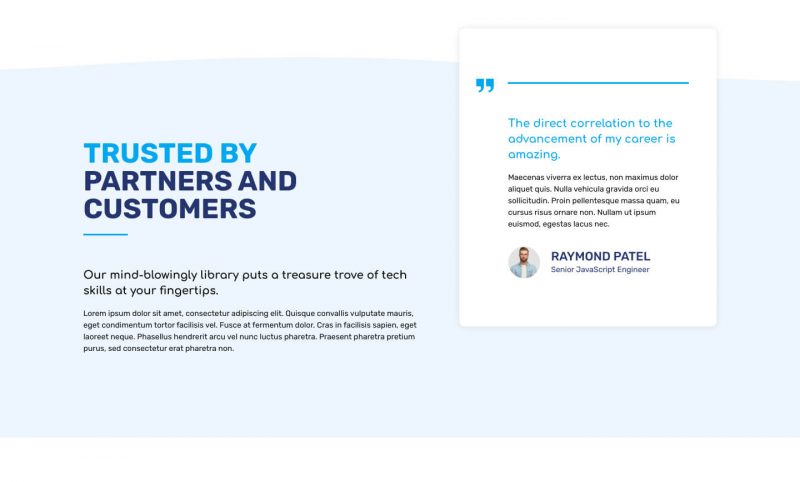 TRUSTED BY
PARTNERS AND
CUSTOMERS
Our mind-blowingly library puts a treasure trove of tech
skills at your fingertips.
Lorem ipsum dolor sit amet, consectetur adipiscing elit. Quisque convallis vulputate mauris,
eget condimentum tortor facilisis vel. Fusce at fermentum dolor. Cras in facilisis sapien, eget
laoreet neque. Phasellus hendrerit arcu vel nunc luctus pharetra. Praesent pharetra pretium
purus, sed consectetur erat pharetra non.
The direct correlation to the
advancement of my career is
amazing.
Maecenas viverra ex lectus, non maximus dolor
aliquet quis. Nulla vehicula gravida orci eu
sollicitudin. Proin pellentesque massa quam, eu
cursus risus ornare non. Nullam ut ipsum
euismod, egestas lacus nec.
RAYMOND PATEL
Senior JavaScript Engineer